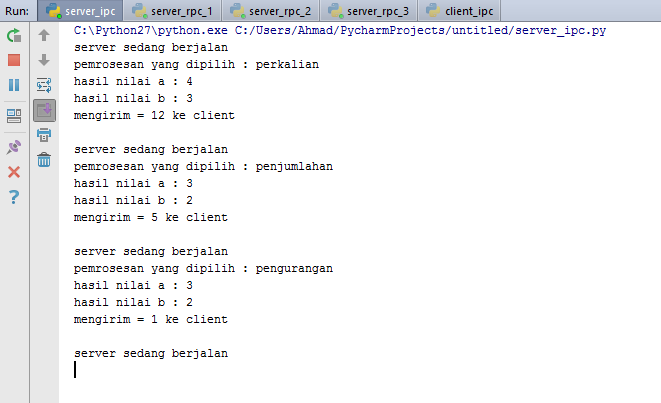 Run: server_ipc server_rpc_1 server_rpc_2 server_rpc_3 client_ipc
C:\Python27\python.exe C:/Users/Ahmad/PycharmProjects/untitled/server_ipc.py
server sedang berjalan
pemrosesan yang dipilih : perkalian
hasil nilai a : 4
hasil nilai b : 3
mengirim = 12 ke client
server sedang berjalan
pemrosesan yang dipilih : penjumlahan
hasil nilai a : 3
hasil nilai b : 2
mengirim = 5 ke client
server sedang berjalan
pemrosesan yang dipilih : pengurangan
hasil nilai a : 3
hasil nilai b : 2
mengirim = 1 ke client
server sedang berjalan